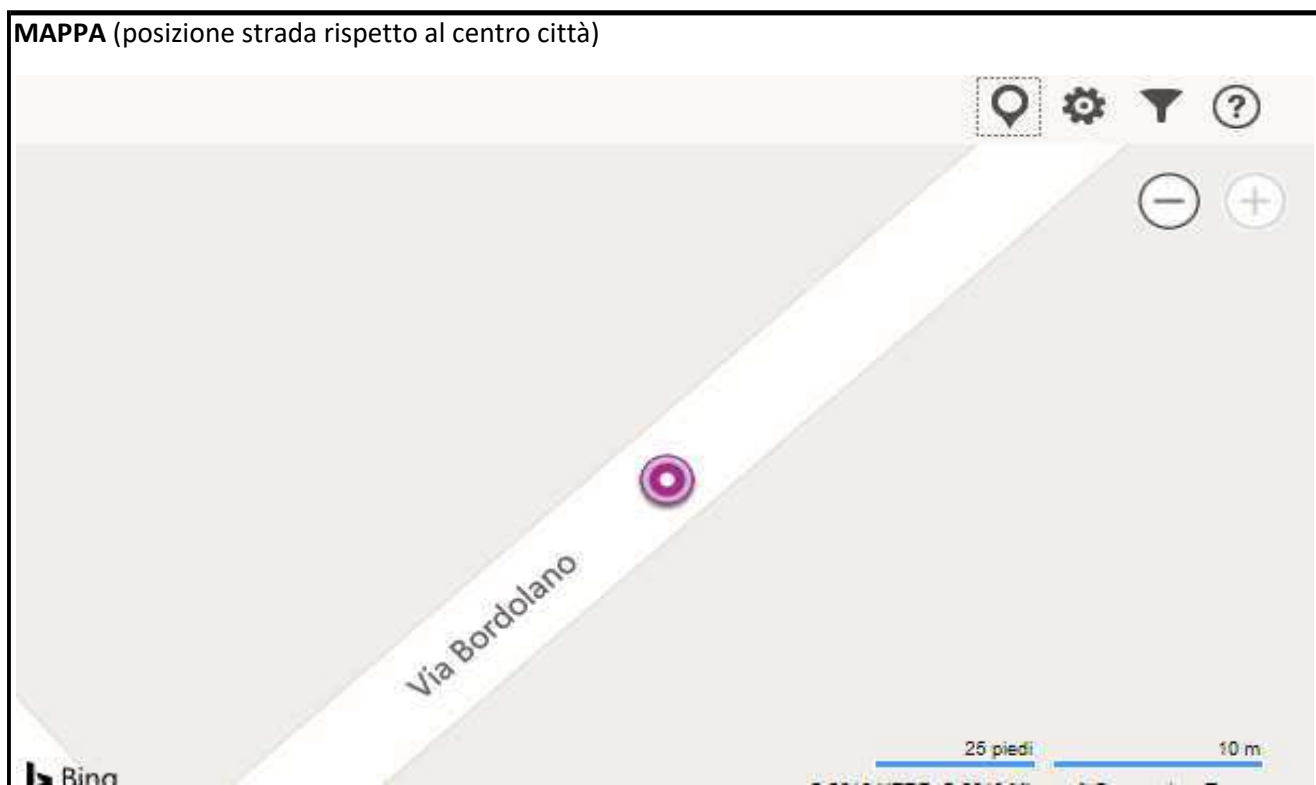 MAPPA (posizione strada rispetto al centro città)
?
Via Bordolano
25 piedi
10 m
Bing